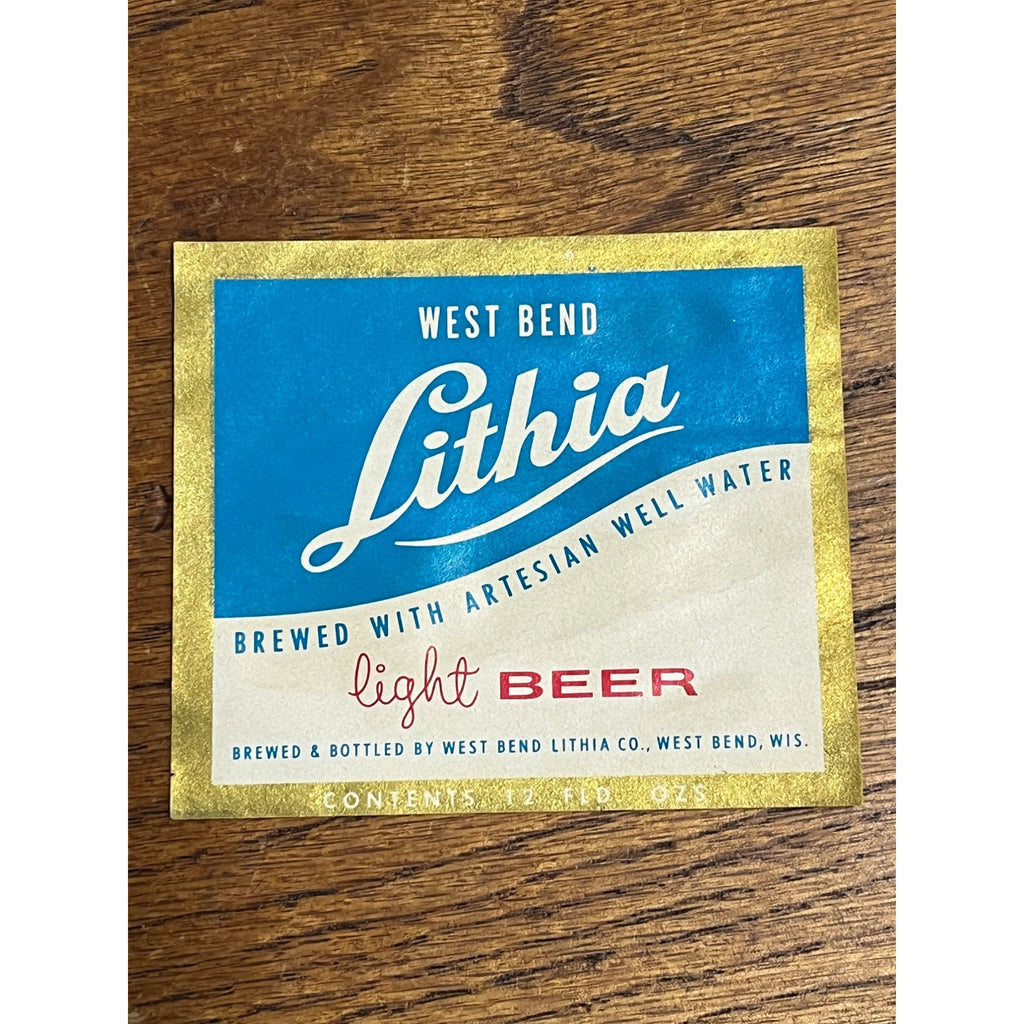 WEST BEND
Lithia
BREWED WITH ARTESIAN WELL WATER
light BEER
BREWED & BOTTLED BY WEST BEND LITHIA CO., WEST BEND, WIS.
CONTENTS 12 FLD. OZS